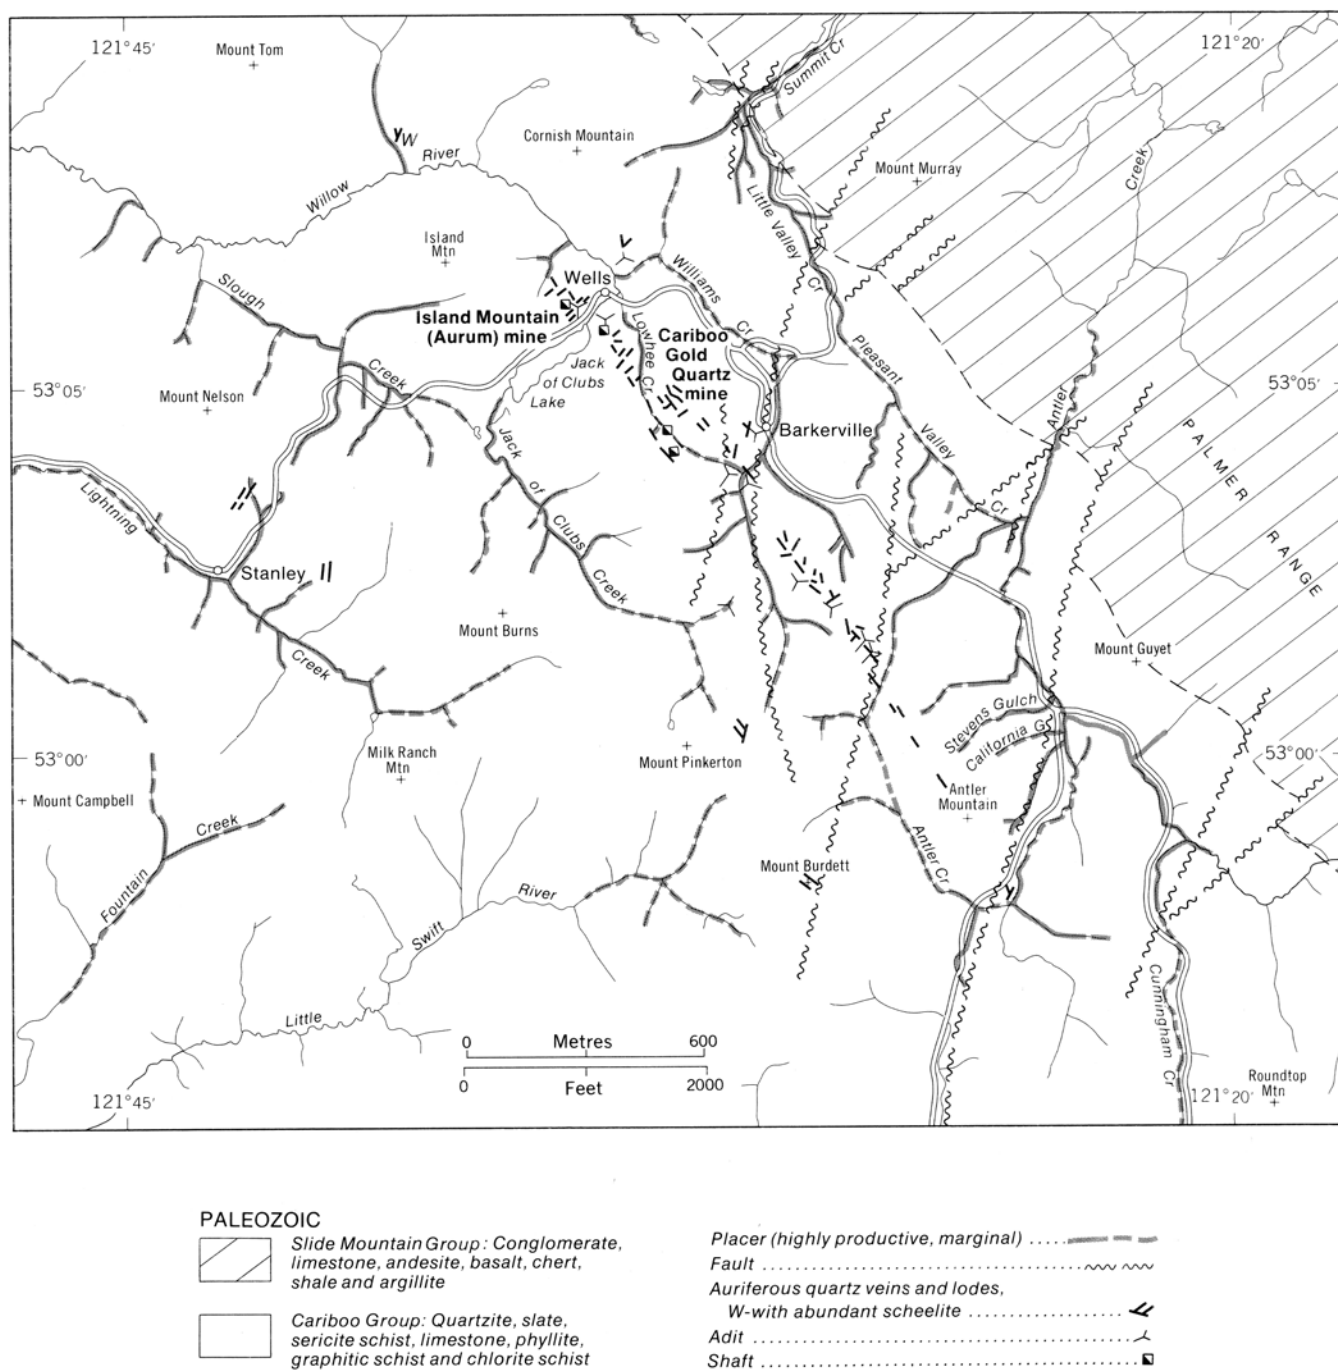 121°45′
121°20′
Mount Tom
Summit Cr
Cornish Mountain
W
River
Willow
Mount Murray
Creek
Little Valley
Cr
Island
Mtn
Slough
Wells
Williams
Cr
Island Mountain
(Aurum) mine
Lowhee Cr
Cariboo
Gold
Quartz
mine
Pleasant
Valley
Cr
Jack
of Clubs
Lake
Creek
53°05′
53°05′
Mount Nelson
Antler
PALMER
RANGE
Barkerville
Jack
of
Clubs
Creek
Lightning
Stanley
Creek
Mount Burns
Mount Guyet
Stevens Gulch
California G
53°00′
53°00′
Milk Ranch
Mtn
Mount Pinkerton
Mount Campbell
Antler
Mountain
Creek
Fountain
Antler Cr
Mount Burdett
W
River
Swift
Little
Cunningham Cr
0 Metres 600
0 Feet 2000
Roundtop
Mtn
121°45′
121°20′
PALEOZOIC
Slide Mountain Group: Conglomerate,
limestone, andesite, basalt, chert,
shale and argillite
Cariboo Group: Quartzite, slate,
sericite schist, limestone, phyllite,
graphitic schist and chlorite schist
Placer (highly productive, marginal) .....
Fault ........................................
Auriferous quartz veins and lodes,
W-with abundant scheelite ......................
Adit ..................................................
Shaft .................................................